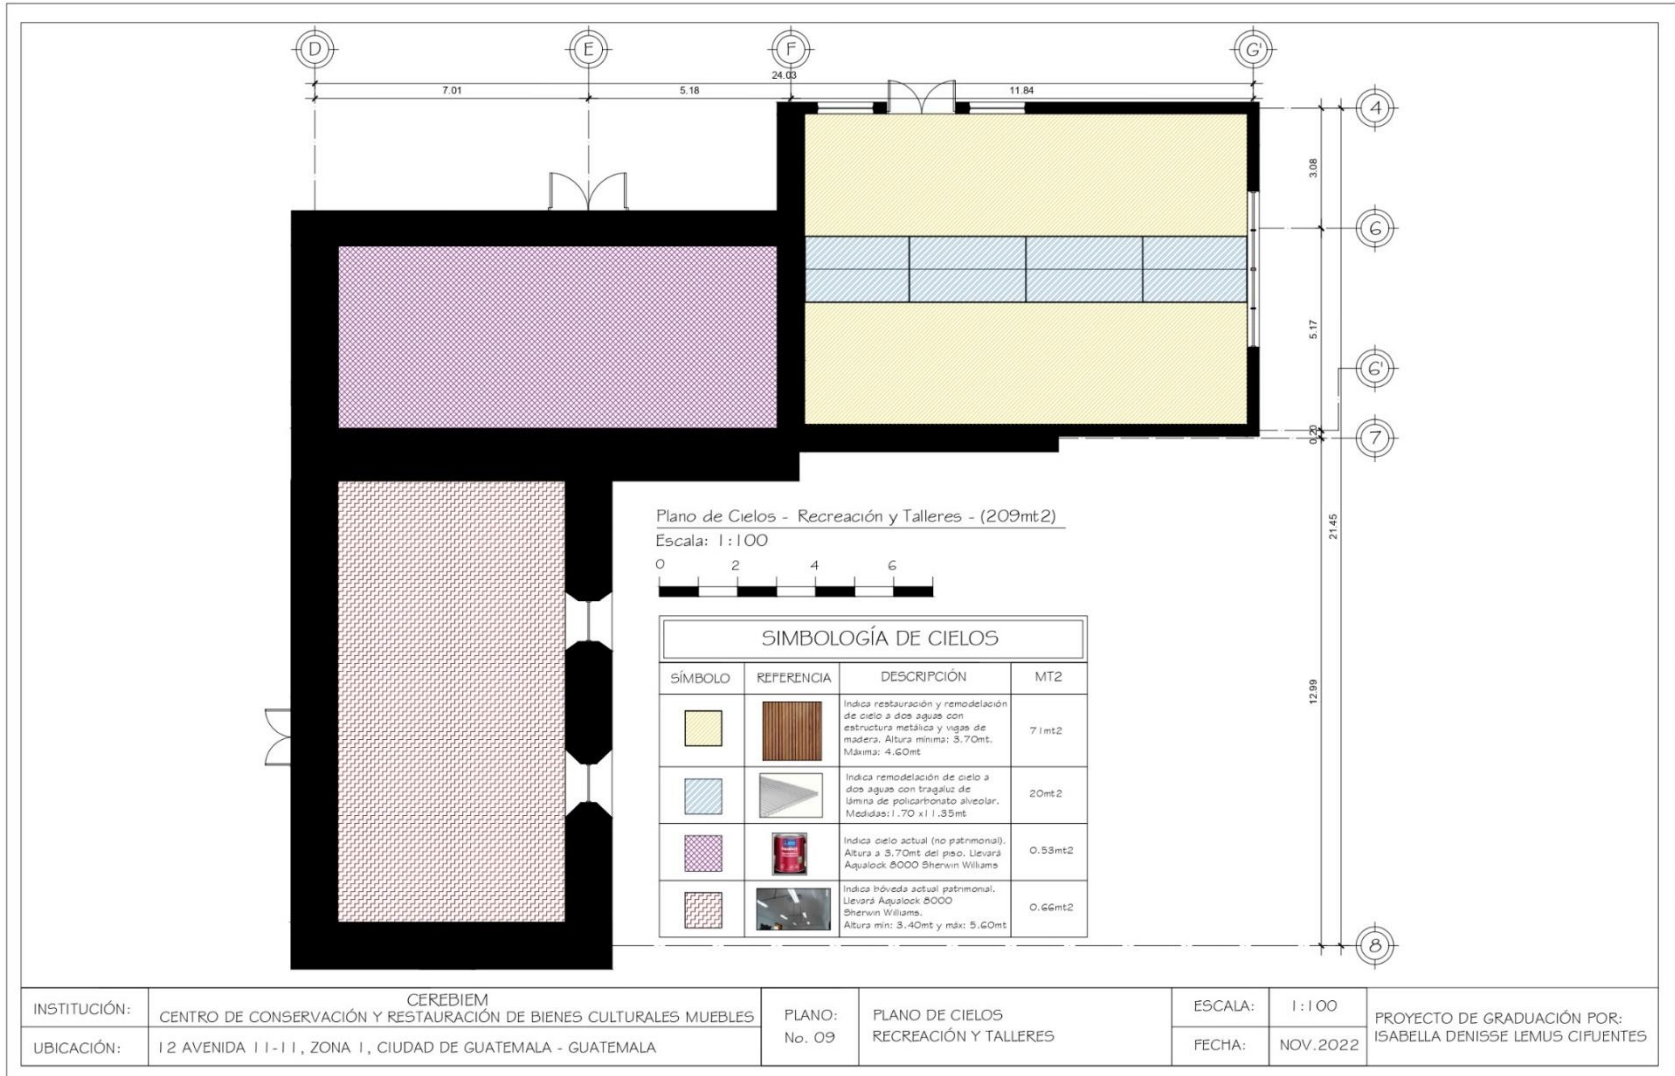 D
E
F
G'
24.03
7.01
5.18
11.84
4
3.08
6
5.17
6'
0.20
7
21.45
12.99
8
Plano de Cielos - Recreación y Talleres - (209mt2)
Escala: 1:100
0 2 4 6
SIMBOLOGÍA DE CIELOS
SÍMBOLO REFERENCIA DESCRIPCIÓN MT2
Indica restauración y remodelación
de cielo a dos aguas con
estructura metálica y vigas de
madera. Altura mínima: 3.70mt.
Máxima: 4.60mt
71mt2
Indica remodelación de cielo a
dos aguas con tragaluz de
lámina de policarbonato alveolar.
Medidas:1.70 x11.35mt
20mt2
Indica cielo actual (no patrimonal).
Altura a 3.70mt del piso. Llevará
Aqualock 8000 Sherwin Williams
0.53mt2
Indica bóveda actual patrimonal.
Llevará Aqualock 8000
Sherwin Williams.
Altura min: 3.40mt y máx: 5.60mt
0.66mt2
INSTITUCIÓN:
CEREBIEM
CENTRO DE CONSERVACIÓN Y RESTAURACIÓN DE BIENES CULTURALES MUEBLES
UBICACIÓN:
12 AVENIDA 11-11, ZONA 1, CIUDAD DE GUATEMALA - GUATEMALA
PLANO:
No. 09
PLANO DE CIELOS
RECREACIÓN Y TALLERES
ESCALA: 1:100
FECHA: NOV.2022
PROYECTO DE GRADUACIÓN POR:
ISABELLA DENISSE LEMUS CIFUENTES